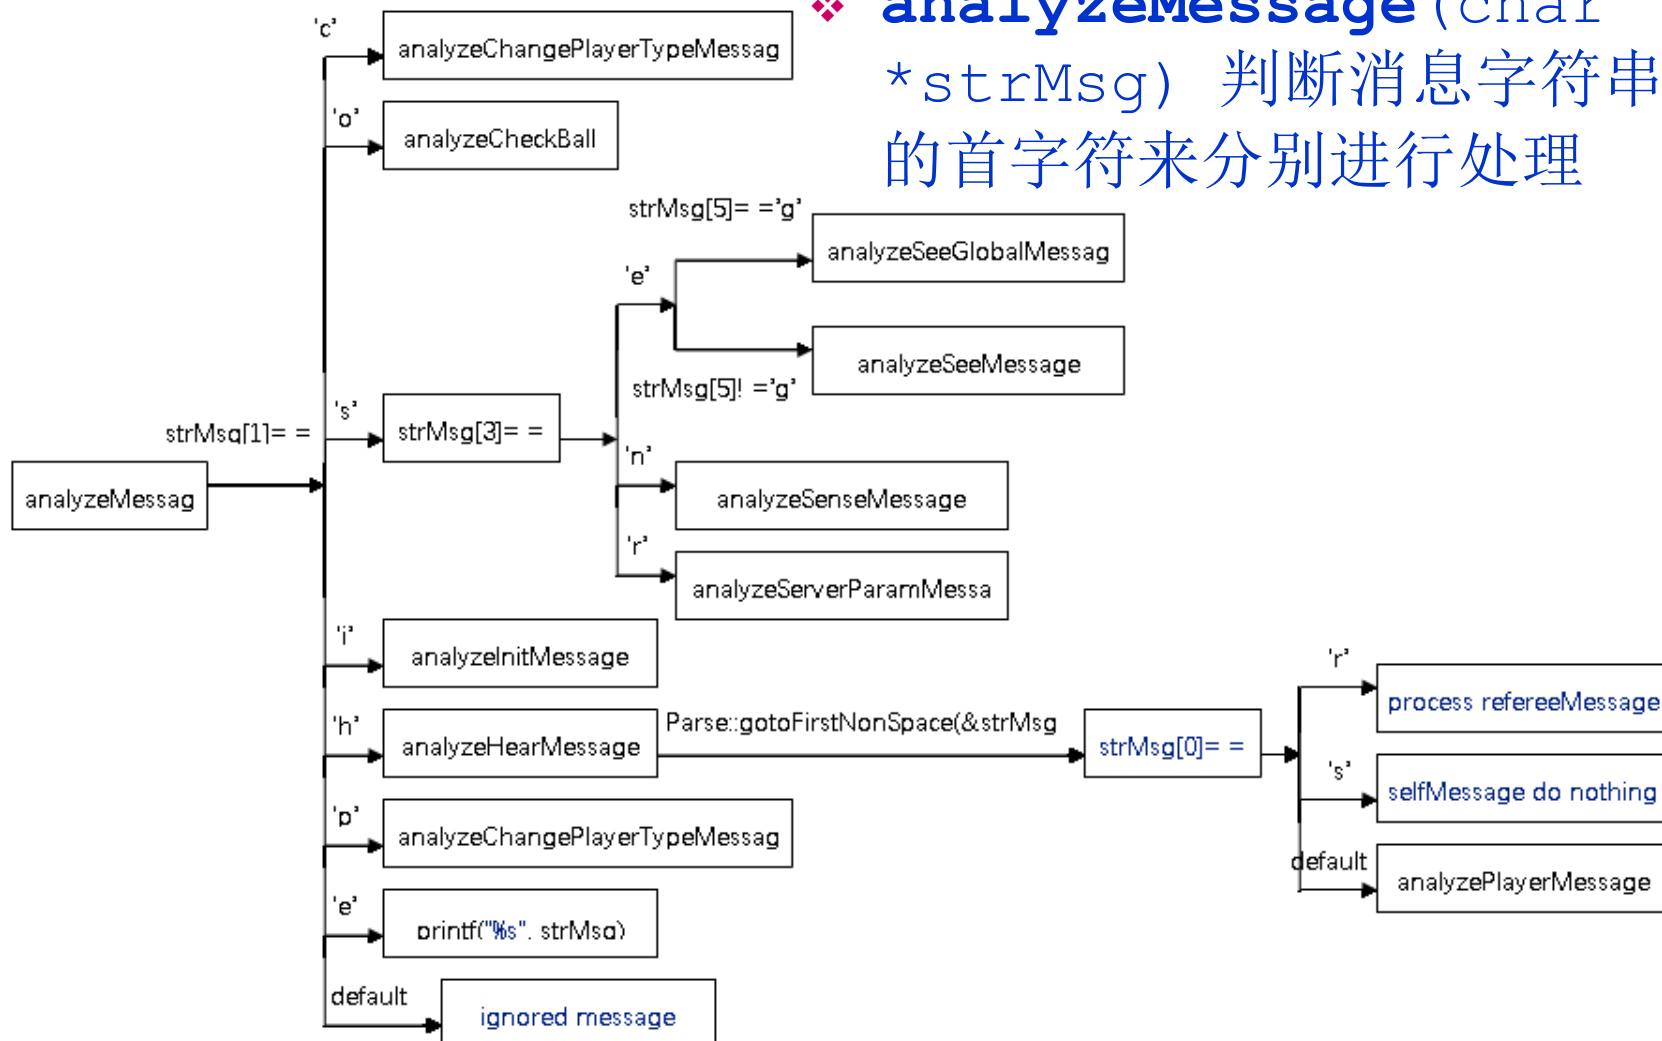 ❖ analyzeMessage(char
*strMsg) 判断消息字符串
的首字符来分别进行处理
'c'
analyzeChangePlayerTypeMessag
'o'
analyzeCheckBall
strMsg[5]= ='g'
analyzeSeeGlobalMessag
'e'
analyzeSeeMessage
strMsg[5]! ='g'
's'
strMsg[1]= =
strMsg[3]= =
'n'
analyzeMessag
analyzeSenseMessage
'r'
analyzeServerParamMessa
'i'
analyzeInitMessage
'r'
process refereeMessage
'h'
analyzeHearMessage
Parse::gotoFirstNonSpace(&strMsg
strMsg[0]= =
's'
selfMessage do nothing
'p'
analyzeChangePlayerTypeMessag
default
analyzePlayerMessage
'e'
printf("%s", strMsg)
default
ignored message